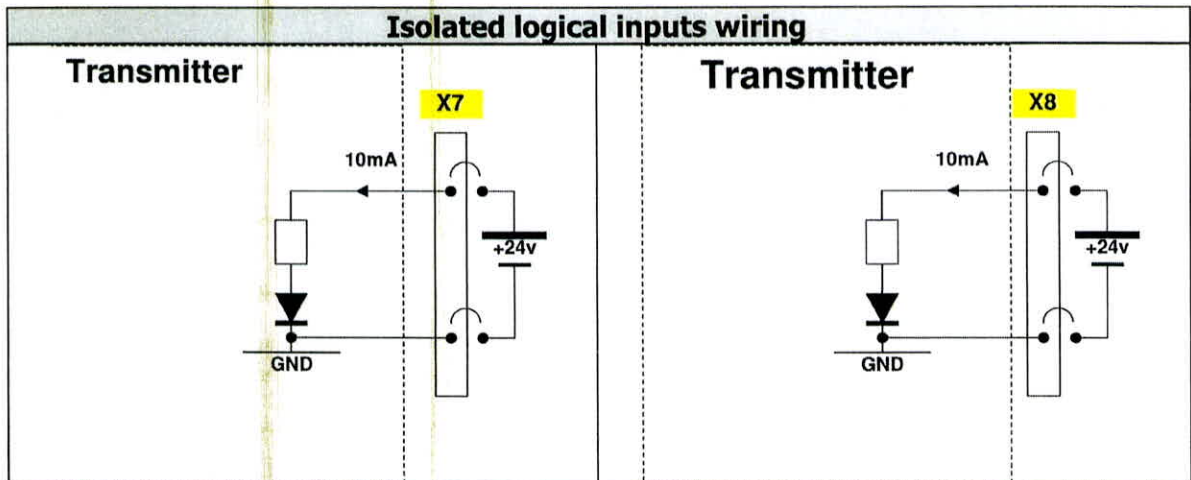 Isolated logical inputs wiring
Transmitter
X7
10mA
+24v
GND
Transmitter
X8
10mA
+24v
GND